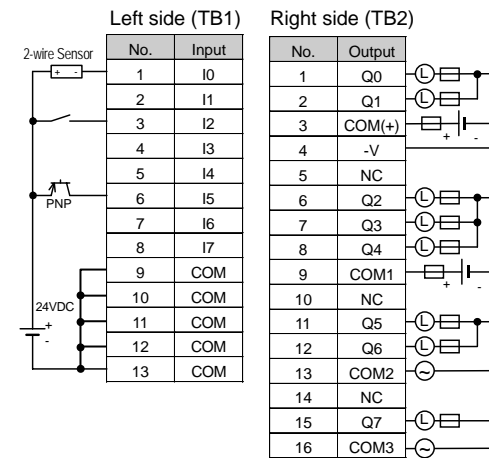 Left side (TB1)
2-wire Sensor
+ -
No. Input
1 I0
2 I1
3 I2
4 I3
5 I4
6 I5
7 I6
8 I7
9 COM
10 COM
11 COM
12 COM
13 COM
PNP
24VDC
+
-
Right side (TB2)
No. Output
1 Q0 L
2 Q1 L
3 COM(+) + -
4 -V
5 NC
6 Q2 L
7 Q3 L
8 Q4 L
9 COM1 + -
10 NC
11 Q5 L
12 Q6 L
13 COM2 ~
14 NC
15 Q7 L
16 COM3 ~